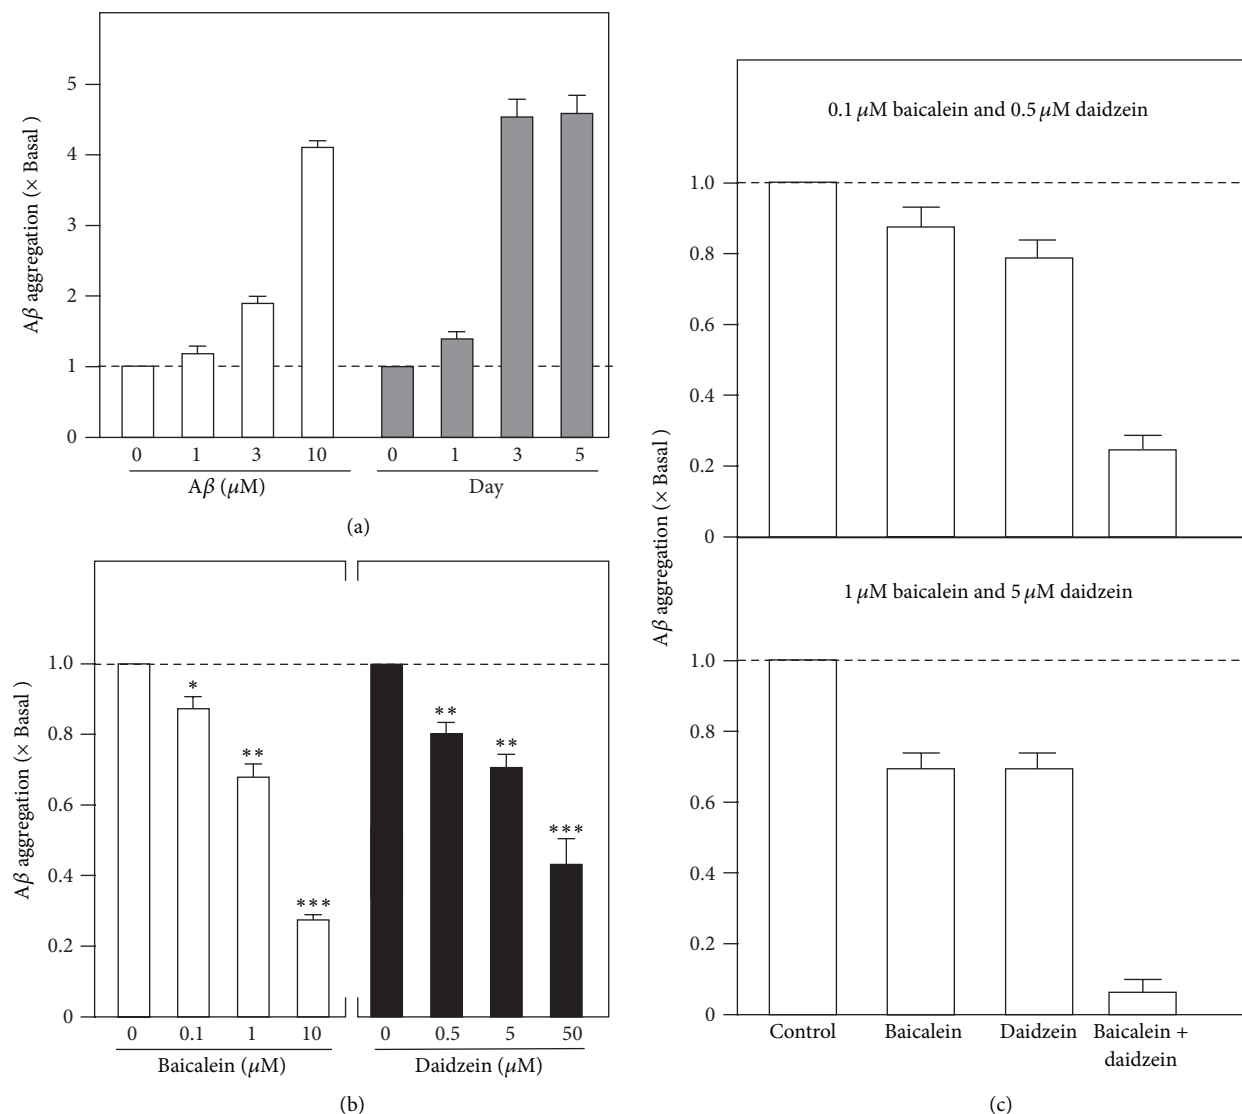 Aβ aggregation (× Basal)
5
4
3
2
1
0
0 1 3 10 0 1 3 5
Aβ (μM) Day
(a)
Aβ aggregation (× Basal)
1.0
0.8
0.6
0.4
0.2
0
* ** *** ** ** ***
0 0.1 1 10 0 0.5 5 50
Baicalein (μM) Daidzein (μM)
(b)
Aβ aggregation (× Basal)
0.1 μM baicalein and 0.5 μM daidzein
1.0
0.8
0.6
0.4
0.2
0
1 μM baicalein and 5 μM daidzein
1.0
0.8
0.6
0.4
0.2
0
Control Baicalein Daidzein Baicalein +
daidzein
(c)